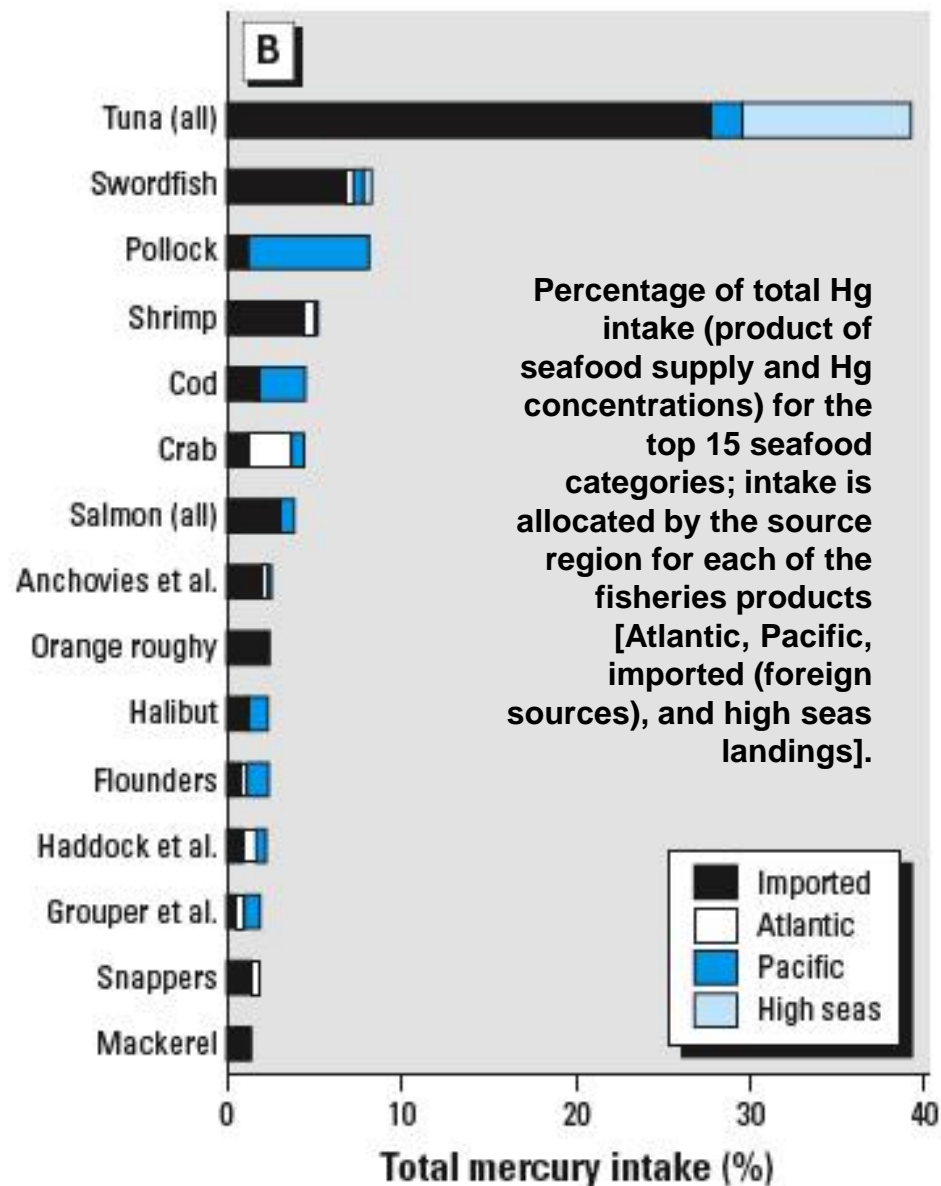 B
Tuna (all)
Swordfish
Pollock
Shrimp
Cod
Crab
Salmon (all)
Anchovies et al.
Orange roughy
Halibut
Flounders
Haddock et al.
Grouper et al.
Snappers
Mackerel
Percentage of total Hg
intake (product of
seafood supply and Hg
concentrations) for the
top 15 seafood
categories; intake is
allocated by the source
region for each of the
fisheries products
[Atlantic, Pacific,
imported (foreign
sources), and high seas
landings].
Imported
Atlantic
Pacific
High seas
0 10 20 30 40
Total mercury intake (%)